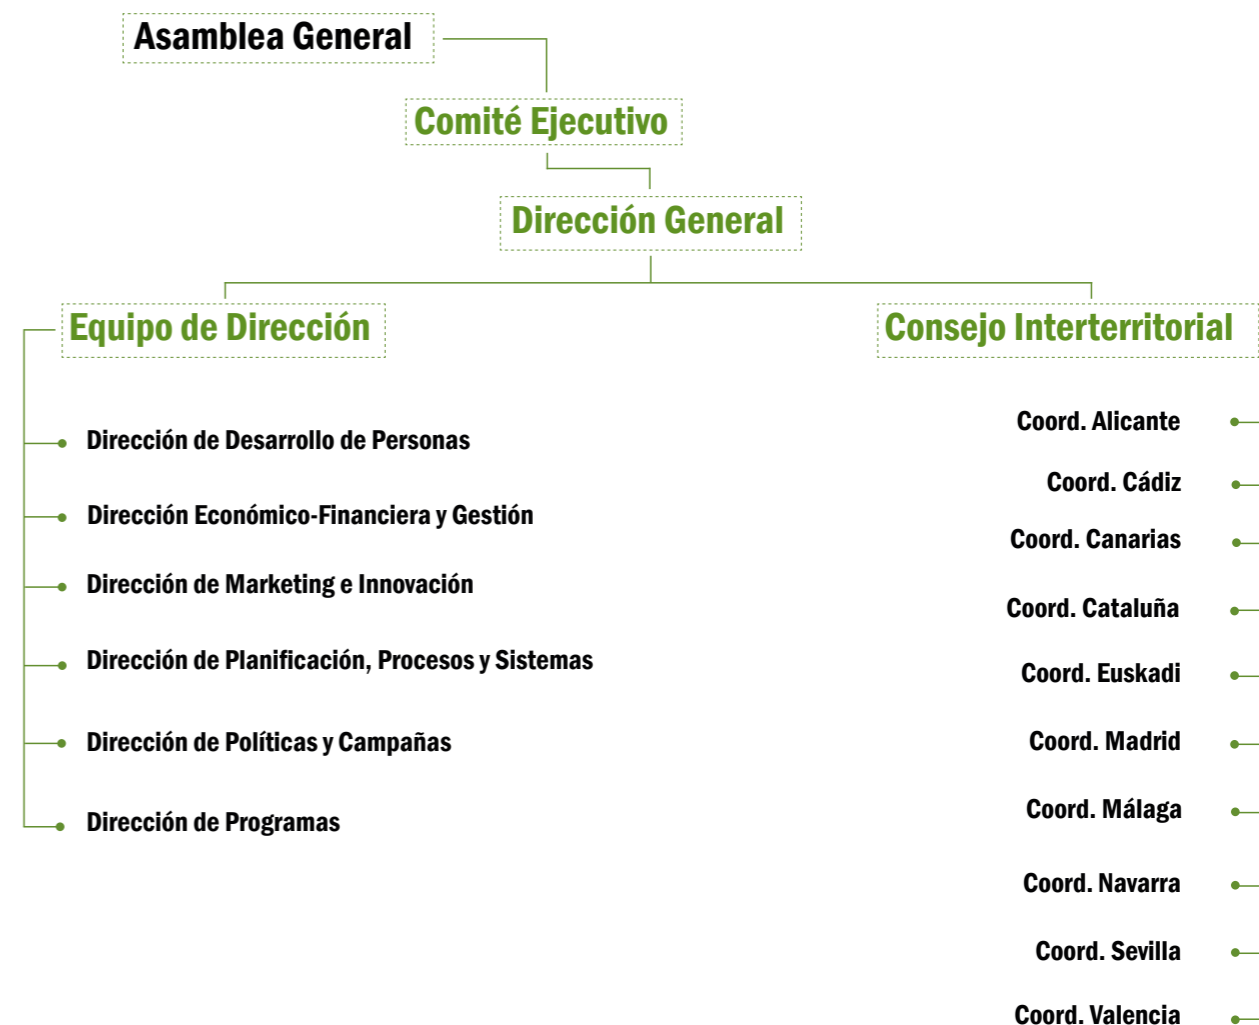 Asamblea General
Comité Ejecutivo
Dirección General
Equipo de Dirección
Consejo Interterritorial
Dirección de Desarrollo de Personas
Dirección Económico-Financiera y Gestión
Dirección de Marketing e Innovación
Dirección de Planificación, Procesos y Sistemas
Dirección de Políticas y Campañas
Dirección de Programas
Coord. Alicante
Coord. Cádiz
Coord. Canarias
Coord. Cataluña
Coord. Euskadi
Coord. Madrid
Coord. Málaga
Coord. Navarra
Coord. Sevilla
Coord. Valencia